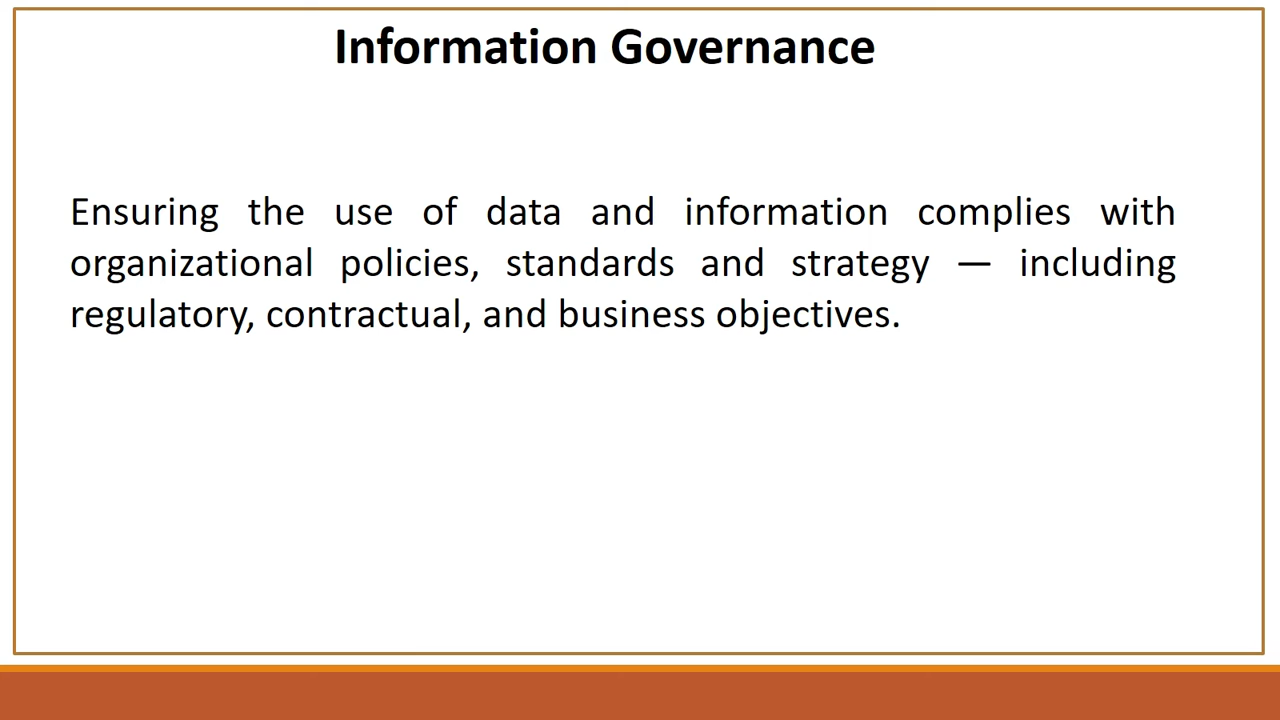 Information Governance
Ensuring the use of data and information complies with
organizational policies, standards and strategy — including
regulatory, contractual, and business objectives.